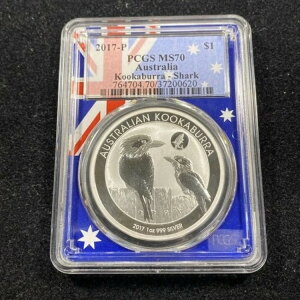 2017-P $1
PCGS MS70
Australia
Kookaburra - Shark
764704.70/37200620
AUSTRALIAN KOOKABURRA
2017 1oz 999 SILVER